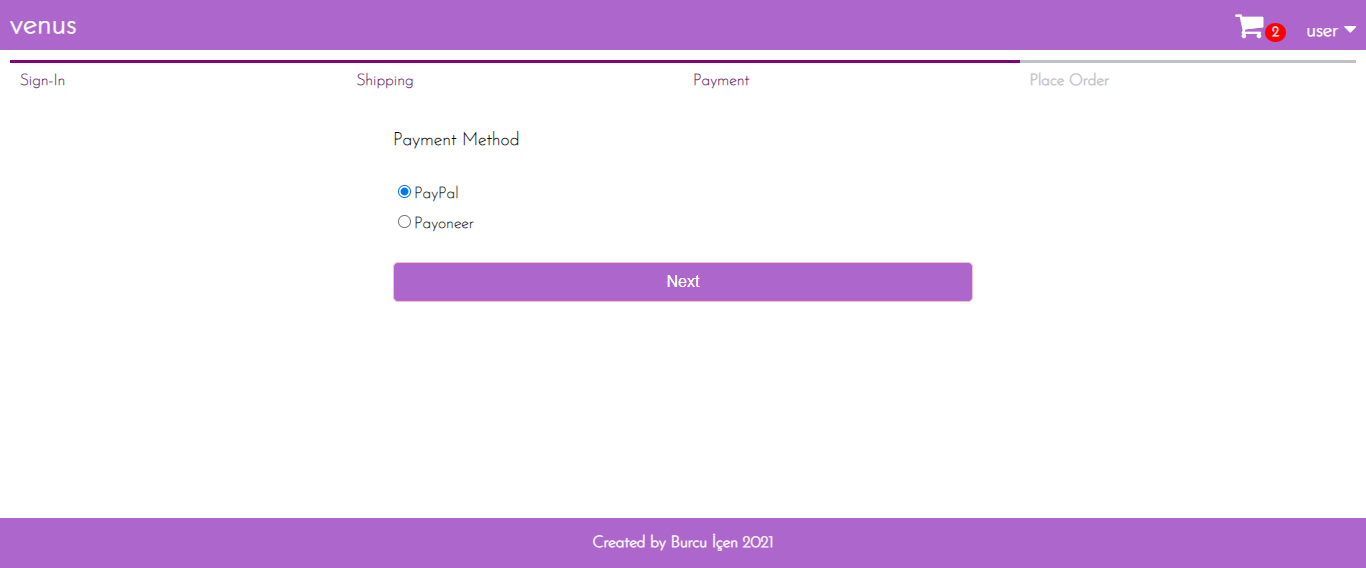 venus
2
user
Sign-In
Shipping
Payment
Place Order
Payment Method
PayPal
Payoneer
Next
Created by Burcu İçen 2021